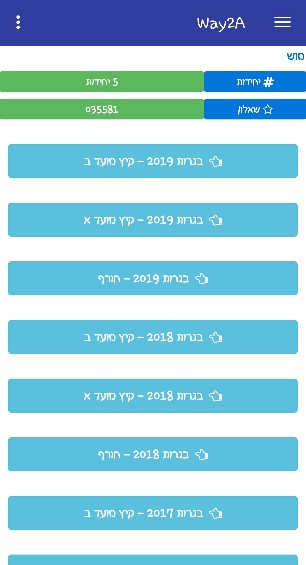 Way2A
מוש
# יחידות 5 יחידות
שאלון 035581
בגרות 2019 – קיץ מועד ב
בגרות 2019 – קיץ מועד א
בגרות 2019 – חורף
בגרות 2018 – קיץ מועד ב
בגרות 2018 – קיץ מועד א
בגרות 2018 – חורף
בגרות 2017 – קיץ מועד ב